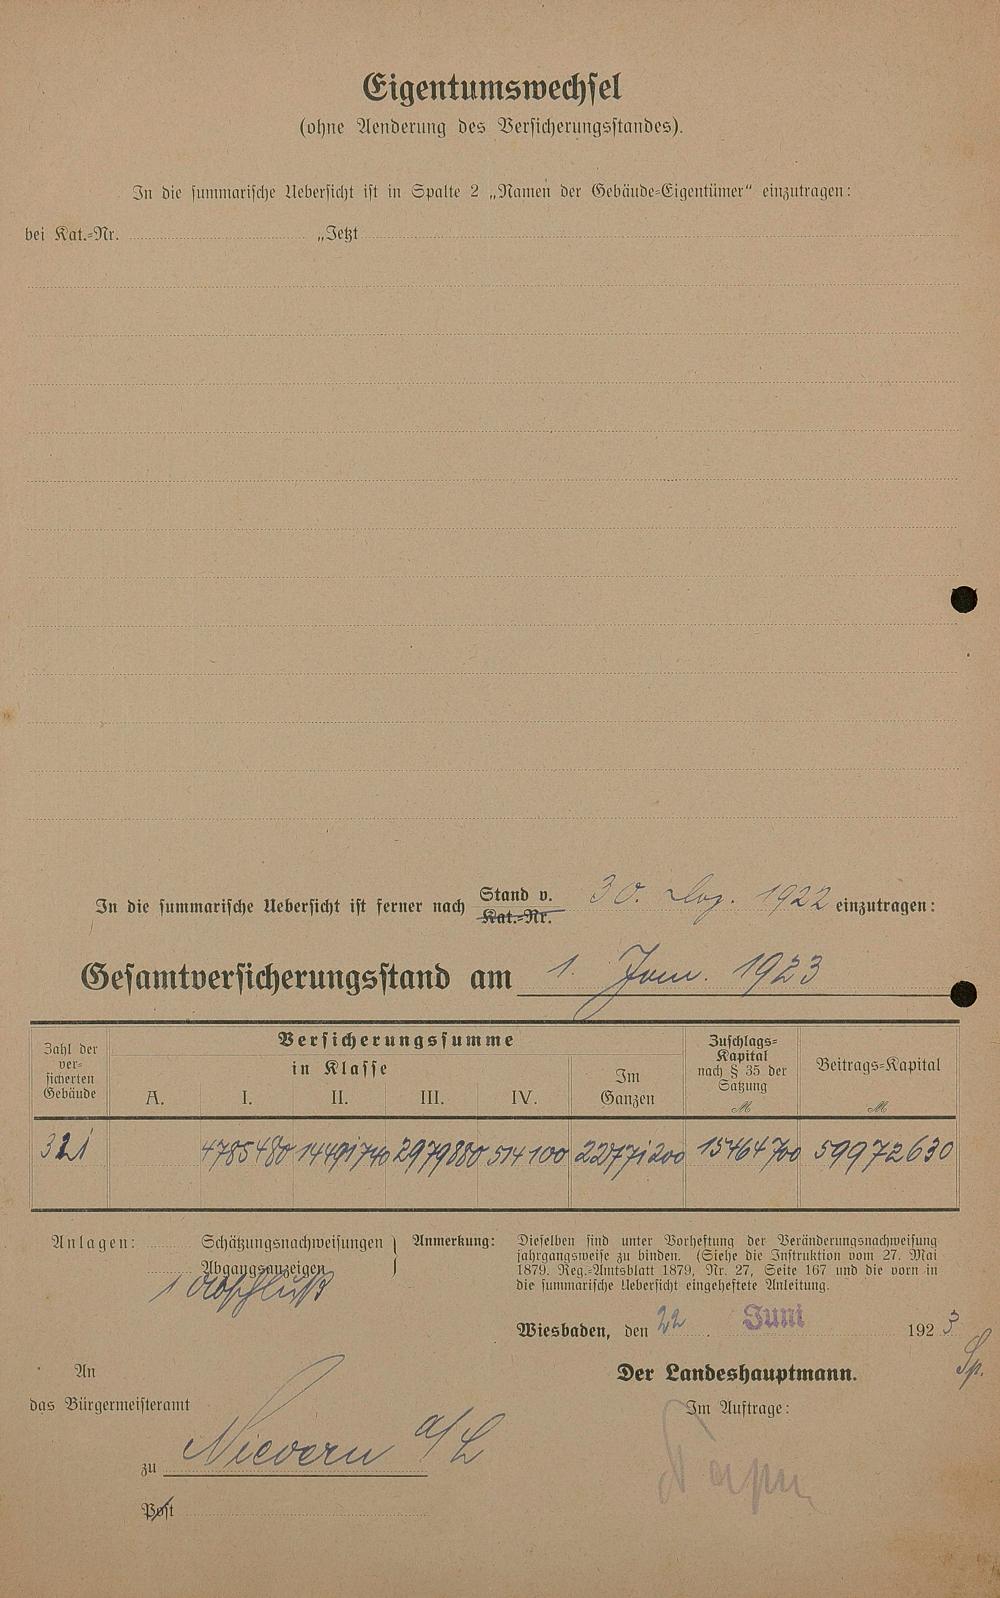 Eigentumswechsel
(ohne Aenderung des Versicherungsstandes).
In die summarische Uebersicht ist in Spalte 2 „Namen der Gebäude-Eigentümer“ einzutragen:
bei Kat.-Nr. „Jetzt
In die summarische Uebersicht ist ferner nach Stand v. 30. Dez. 1922 einzutragen:
Kat.-Nr.
Gesamtversicherungsstand am 1. Jan. 1923
Zahl der versicherten Gebäude
Versicherungssumme
in Klasse
A. I. II. III. IV.
Im Ganzen
Zuschlags-Kapital nach § 35 der Satzung
M
Beitrags-Kapital
M
321 4785480 14491740 2979880 514100 22771200 15464700 59972630
Anlagen: Schätzungsnachweisungen
Abgangsanzeigen
1 Abschluß
Anmerkung: Dieselben sind unter Vorheftung der Veränderungsnachweisung
jahrgangsweise zu binden. (Siehe die Instruktion vom 27. Mai
1879. Reg.-Amtsblatt 1879, Nr. 27, Seite 167 und die vorn in
die summarische Uebersicht eingeheftete Anleitung.
Wiesbaden, den 22 Juni 1923
Sp.
An
Der Landeshauptmann.
das Bürgermeisteramt
Im Auftrage:
zu Nievern a/L
Post